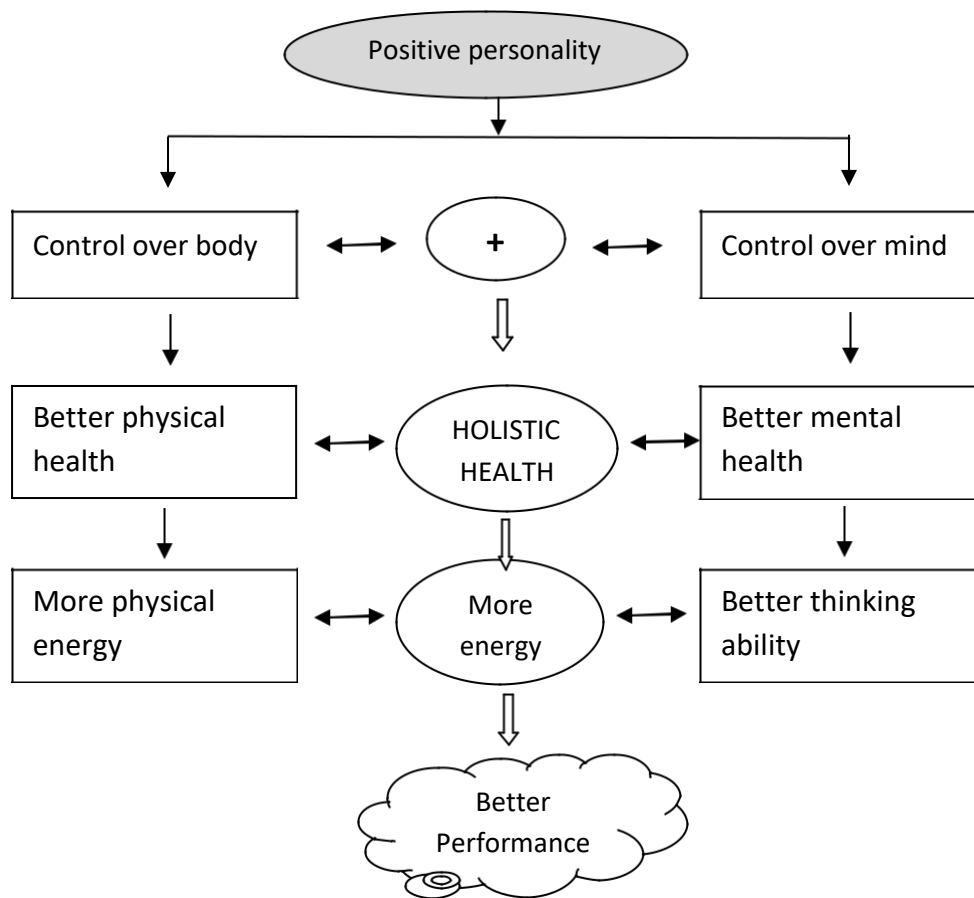 Positive personality
Control over body
+
Control over mind
Better physical
health
HOLISTIC
HEALTH
Better mental
health
More physical
energy
More
energy
Better thinking
ability
Better
Performance